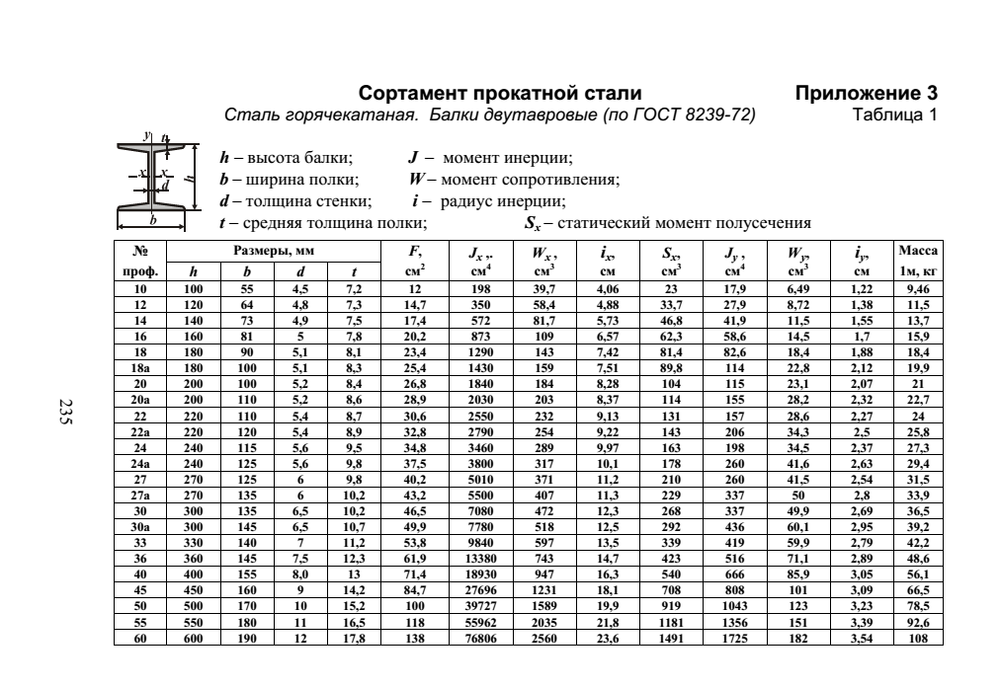 Сортамент прокатной стали Приложение 3
Сталь горячекатаная. Балки двутавровые (по ГОСТ 8239-72) Таблица 1
y t
x x
d
h
b
h – высота балки; J – момент инерции;
b – ширина полки; W – момент сопротивления;
d – толщина стенки; i – радиус инерции;
t – средняя толщина полки; Sx – статический момент полусечения
№ Размеры, мм F, Jx ,. Wx , ix, Sx, Jy , Wy, iy, Масса
проф. h b d t см2 см4 см3 см см3 см4 см3 см 1м, кг
10 100 55 4,5 7,2 12 198 39,7 4,06 23 17,9 6,49 1,22 9,46
12 120 64 4,8 7,3 14,7 350 58,4 4,88 33,7 27,9 8,72 1,38 11,5
14 140 73 4,9 7,5 17,4 572 81,7 5,73 46,8 41,9 11,5 1,55 13,7
16 160 81 5 7,8 20,2 873 109 6,57 62,3 58,6 14,5 1,7 15,9
18 180 90 5,1 8,1 23,4 1290 143 7,42 81,4 82,6 18,4 1,88 18,4
18а 180 100 5,1 8,3 25,4 1430 159 7,51 89,8 114 22,8 2,12 19,9
20 200 100 5,2 8,4 26,8 1840 184 8,28 104 115 23,1 2,07 21
20а 200 110 5,2 8,6 28,9 2030 203 8,37 114 155 28,2 2,32 22,7
22 220 110 5,4 8,7 30,6 2550 232 9,13 131 157 28,6 2,27 24
22а 220 120 5,4 8,9 32,8 2790 254 9,22 143 206 34,3 2,5 25,8
24 240 115 5,6 9,5 34,8 3460 289 9,97 163 198 34,5 2,37 27,3
24а 240 125 5,6 9,8 37,5 3800 317 10,1 178 260 41,6 2,63 29,4
27 270 125 6 9,8 40,2 5010 371 11,2 210 260 41,5 2,54 31,5
27а 270 135 6 10,2 43,2 5500 407 11,3 229 337 50 2,8 33,9
30 300 135 6,5 10,2 46,5 7080 472 12,3 268 337 49,9 2,69 36,5
30а 300 145 6,5 10,7 49,9 7780 518 12,5 292 436 60,1 2,95 39,2
33 330 140 7 11,2 53,8 9840 597 13,5 339 419 59,9 2,79 42,2
36 360 145 7,5 12,3 61,9 13380 743 14,7 423 516 71,1 2,89 48,6
40 400 155 8,0 13 71,4 18930 947 16,3 540 666 85,9 3,05 56,1
45 450 160 9 14,2 84,7 27696 1231 18,1 708 808 101 3,09 66,5
50 500 170 10 15,2 100 39727 1589 19,9 919 1043 123 3,23 78,5
55 550 180 11 16,5 118 55962 2035 21,8 1181 1356 151 3,39 92,6
60 600 190 12 17,8 138 76806 2560 23,6 1491 1725 182 3,54 108
235